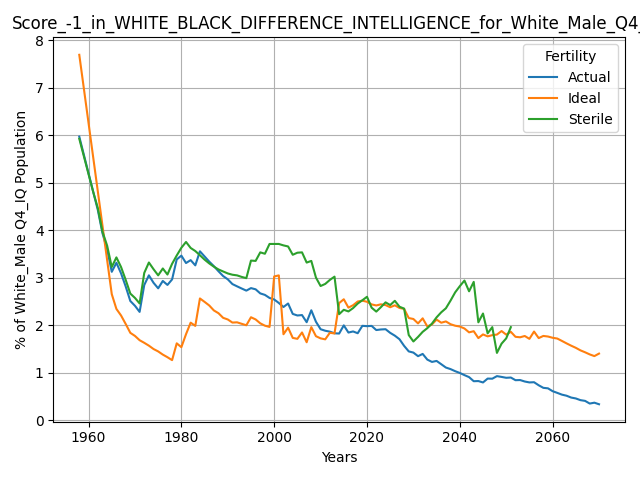 Score_-1_in_WHITE_BLACK_DIFFERENCE_INTELLIGENCE_for_White_Male_Q4_
Fertility
Actual
Ideal
Sterile
% of White_Male Q4_IQ Population
8
7
6
5
4
3
2
1
0
1960 1980 2000 2020 2040 2060
Years